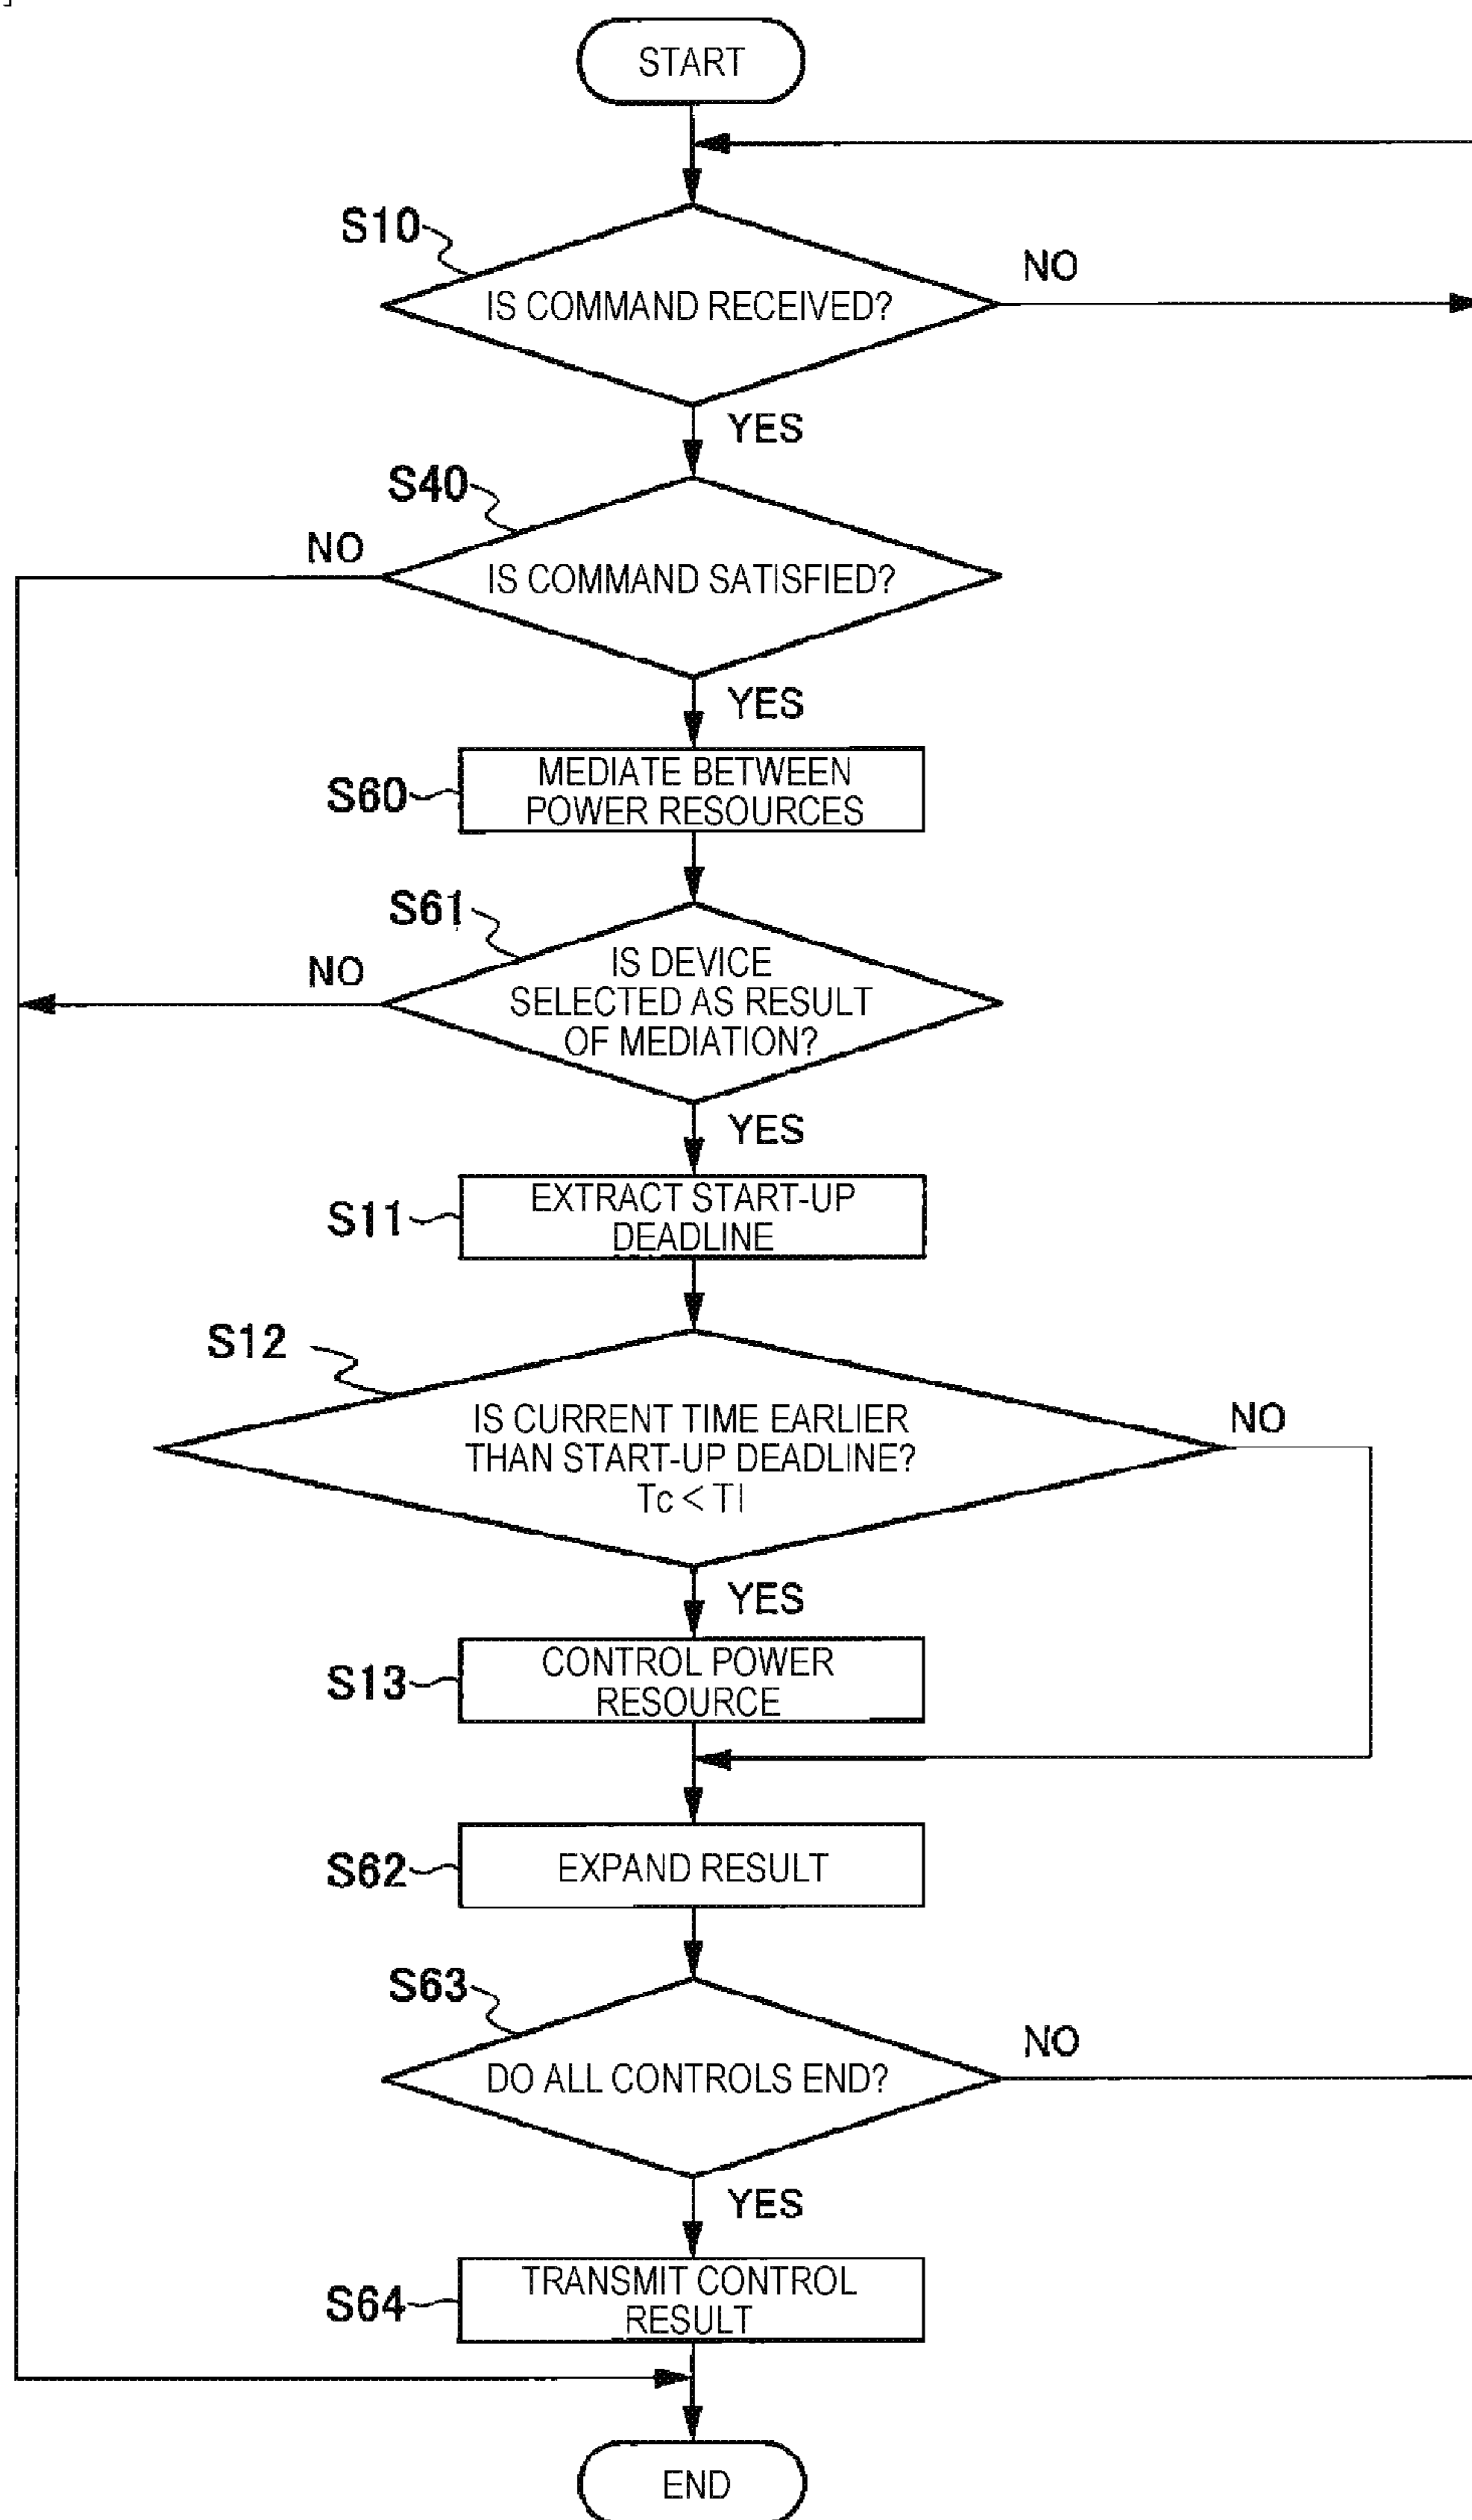 START
S10
IS COMMAND RECEIVED?
NO
YES
S40
NO
IS COMMAND SATISFIED?
YES
S60
MEDIATE BETWEEN
POWER RESOURCES
S61
NO
IS DEVICE
SELECTED AS RESULT
OF MEDIATION?
YES
S11
EXTRACT START-UP
DEADLINE
S12
IS CURRENT TIME EARLIER
THAN START-UP DEADLINE?
Tc < Tl
NO
YES
S13
CONTROL POWER
RESOURCE
S62
EXPAND RESULT
S63
DO ALL CONTROLS END?
NO
YES
S64
TRANSMIT CONTROL
RESULT
END